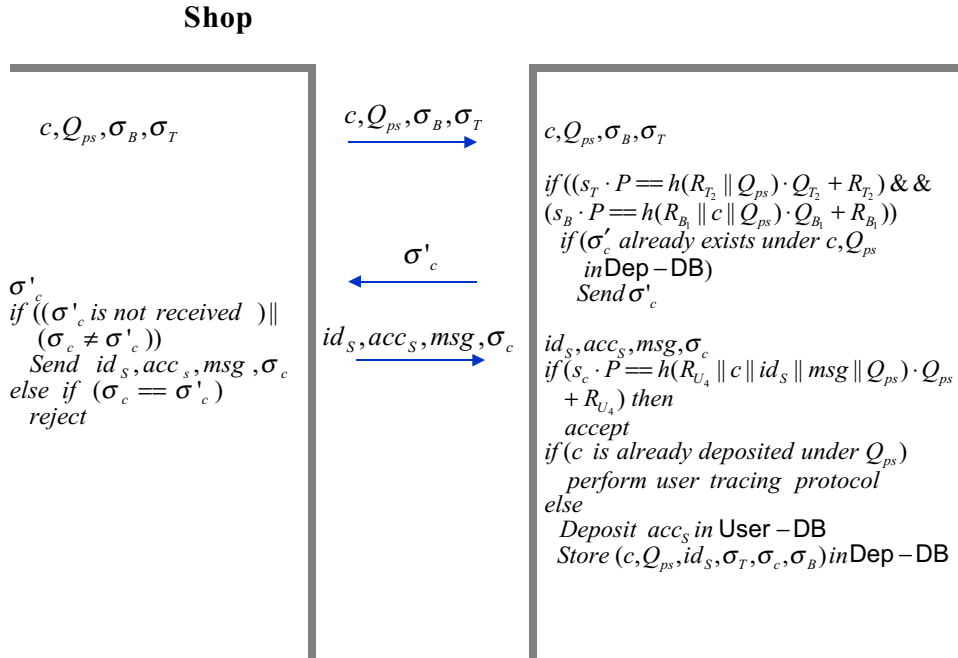 Shop
c,Q_ps,σ_B,σ_T
σ'_c
if ((σ'_c is not received )||
(σ_c ≠ σ'_c))
Send id_S,acc_s,msg,σ_c
else if (σ_c == σ'_c)
reject
c,Q_ps,σ_B,σ_T
σ'_c
id_S,acc_S,msg,σ_c
c,Q_ps,σ_B,σ_T
if((s_T · P == h(R_T₂ || Q_ps)·Q_T₂ + R_T₂) & &
(s_B · P == h(R_B₁ || c || Q_ps)·Q_B₁ + R_B₁))
if(σ′_c already exists under c,Q_ps
in Dep – DB)
Send σ'_c
id_S,acc_S,msg,σ_c
if(s_c · P == h(R_U₄ || c || id_S || msg || Q_ps)·Q_ps
+ R_U₄) then
accept
if(c is already deposited under Q_ps)
perform user tracing protocol
else
Deposit acc_S in User – DB
Store (c,Q_ps,id_S,σ_T,σ_c,σ_B) in Dep – DB